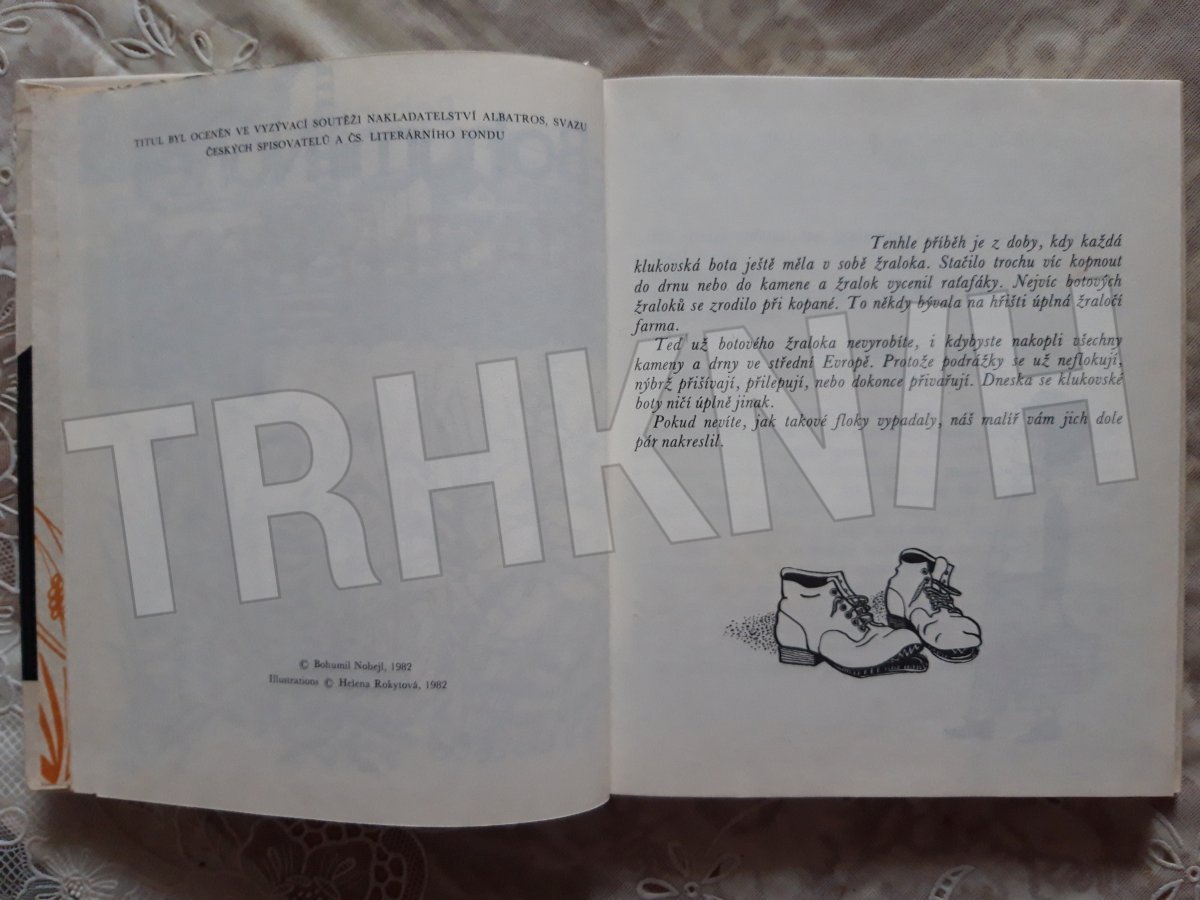 TITUL BYL OCENĚN VE VYZÝVACÍ SOUTĚŽI NAKLADATELSTVÍ ALBATROS, SVAZU
ČESKÝCH SPISOVATELŮ A ČS. LITERÁRNÍHO FONDU
© Bohumil Nohejl, 1982
Illustrations © Helena Rokytová, 1982
Tenhle příběh je z doby, kdy každá
klukovská bota ještě měla v sobě žraloka. Stačilo trochu víc kopnout
do drnu nebo do kamene a žralok vycenil raťafáky. Nejvíc botových
žraloků se zrodilo při kopané. To někdy bývala na hřišti úplná žraločí
farma.
Teď už botového žraloka nevyrobíte, i kdybyste nakopli všechny
kameny a drny ve střední Evropě. Protože podrážky se už neflokují,
nýbrž přišívají, přilepují, nebo dokonce přivařují. Dneska se klukovské
boty ničí úplně jinak.
Pokud nevíte, jak takové floky vypadaly, náš malíř vám jich dole
pár nakreslil.
TRHKNIH